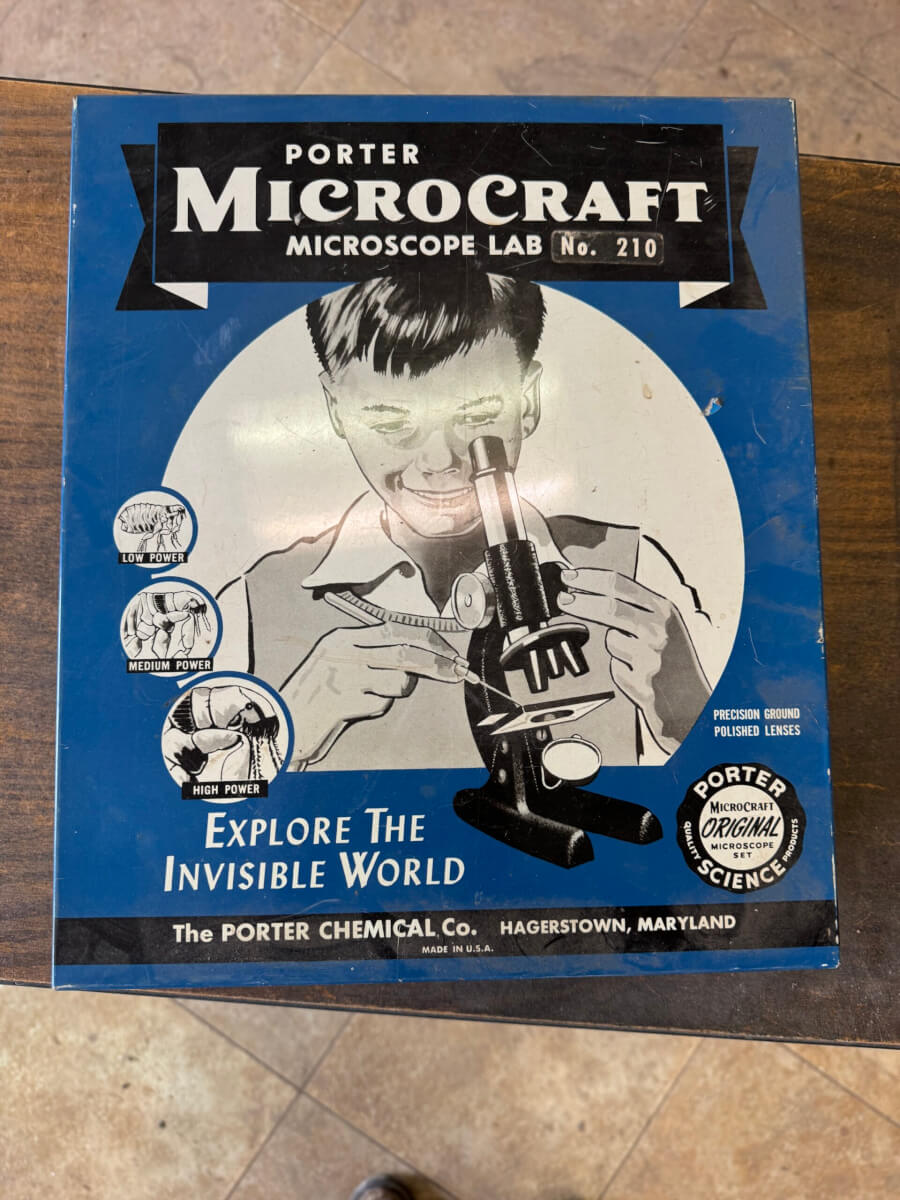 PORTER
MICROCRAFT
MICROSCOPE LAB No. 210
LOW POWER
MEDIUM POWER
HIGH POWER
PRECISION GROUND
POLISHED LENSES
EXPLORE THE
INVISIBLE WORLD
PORTER
MICROCRAFT
ORIGINAL
MICROSCOPE
SET
QUALITY
SCIENCE
PRODUCTS
The PORTER CHEMICAL Co. HAGERSTOWN, MARYLAND
MADE IN U.S.A.